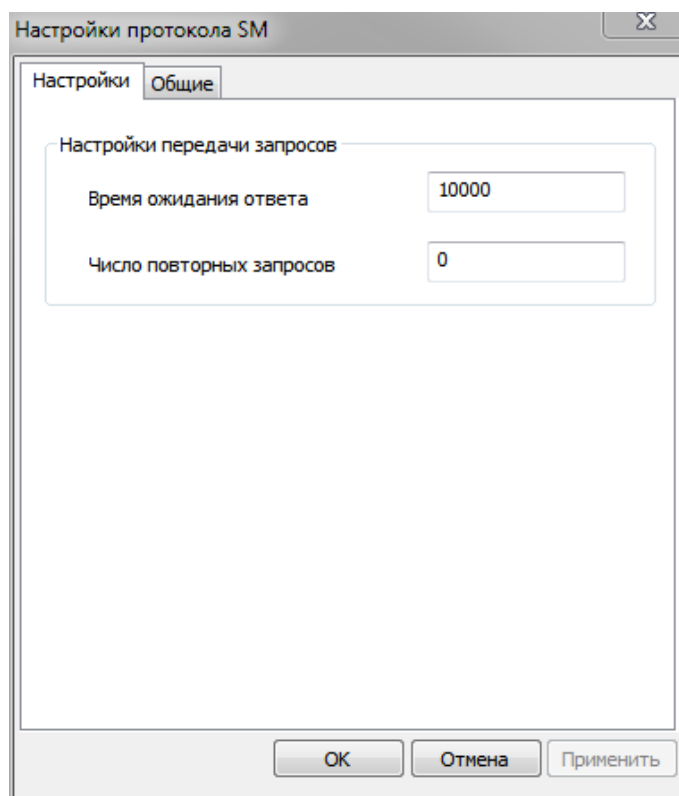 Настройки протокола SM
Настройки Общие
Настройки передачи запросов
Время ожидания ответа 10000
Число повторных запросов 0
OK Отмена Применить